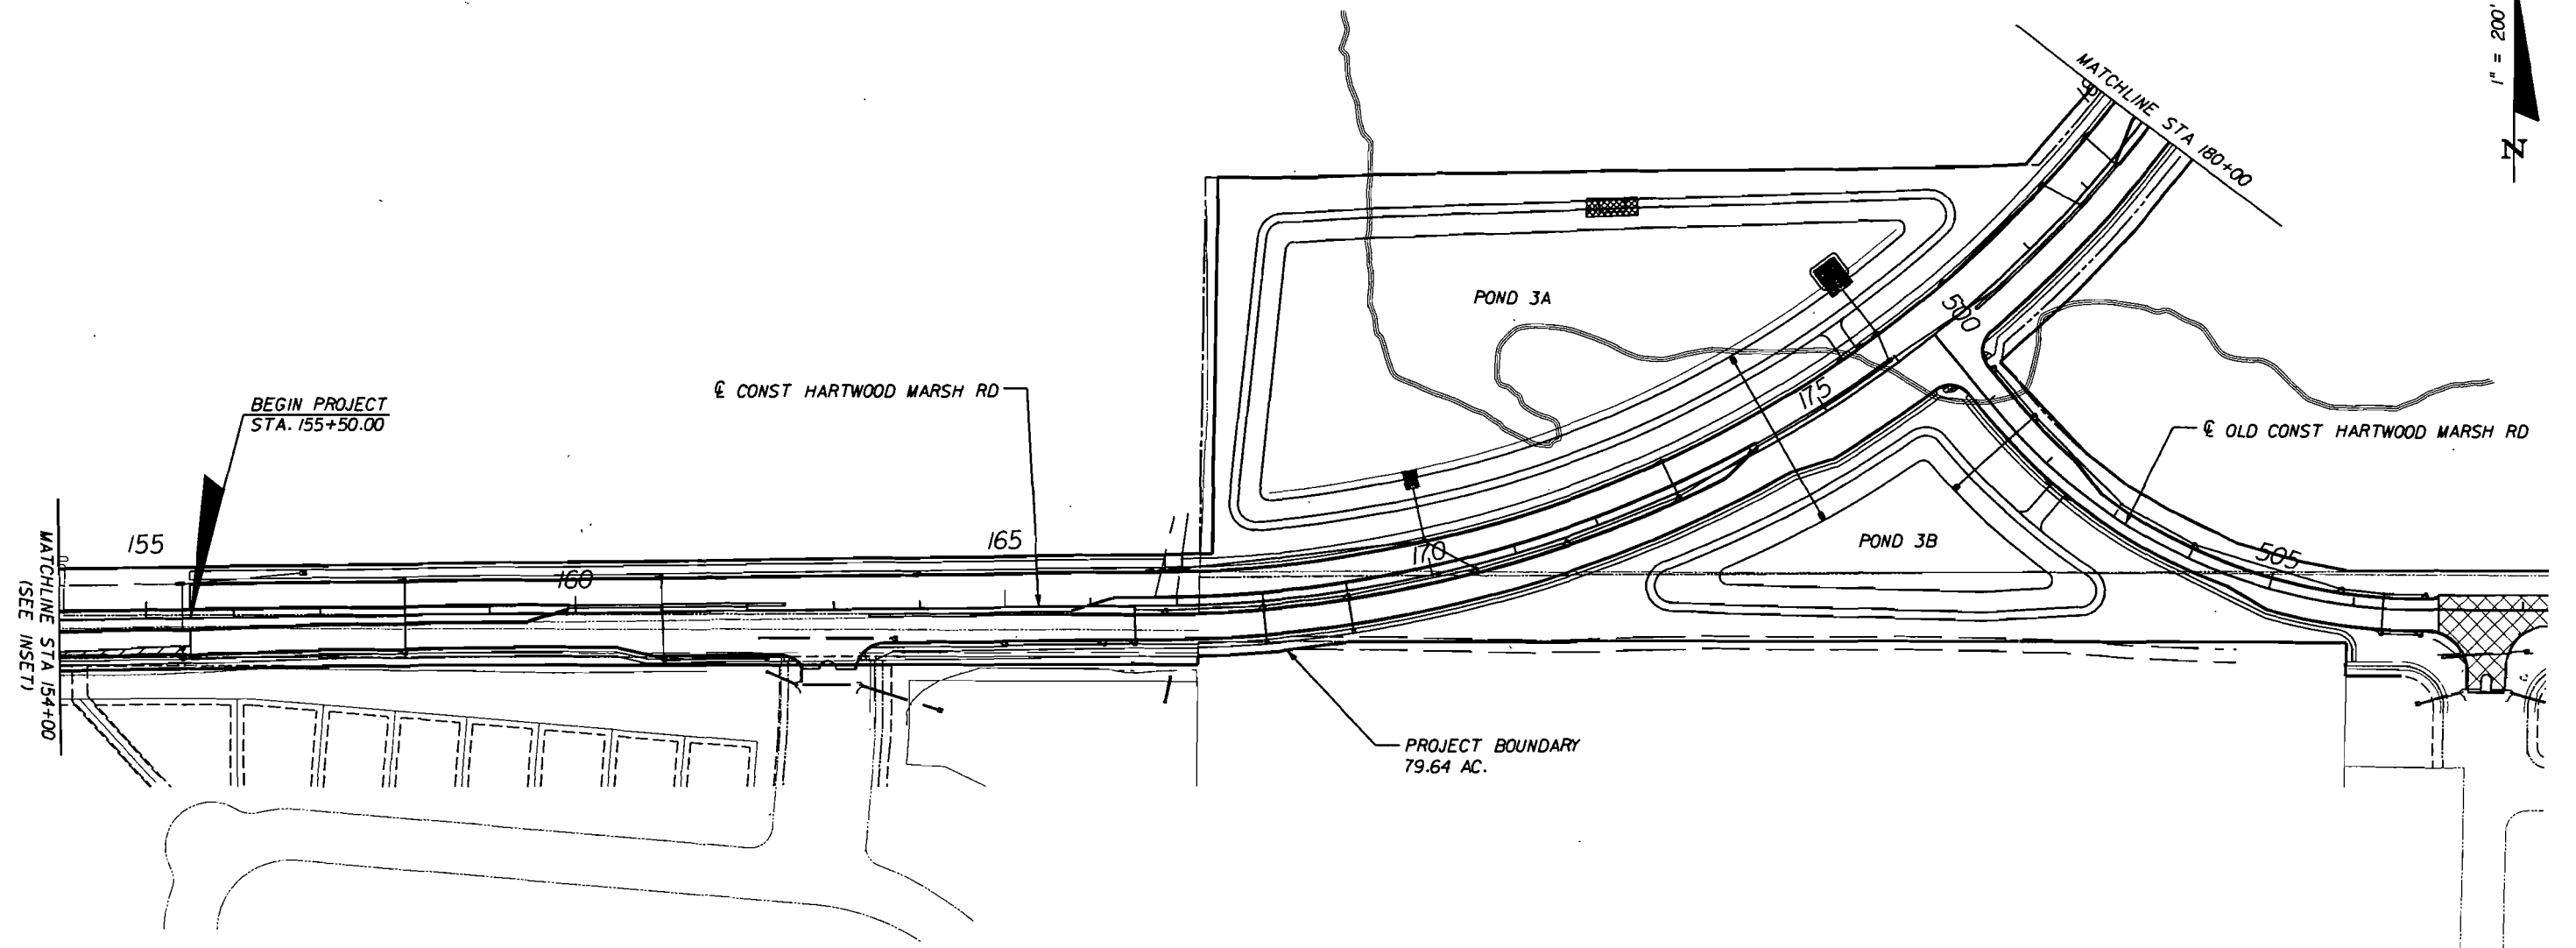 1" = 200'
N
MATCHLINE STA 180+00
POND 3A
500
175
BEGIN PROJECT
STA. 155+50.00
℄ CONST HARTWOOD MARSH RD
℄ OLD CONST HARTWOOD MARSH RD
155
160
165
170
POND 3B
505
MATCHLINE STA 154+00
(SEE INSET)
PROJECT BOUNDARY
79.64 AC.